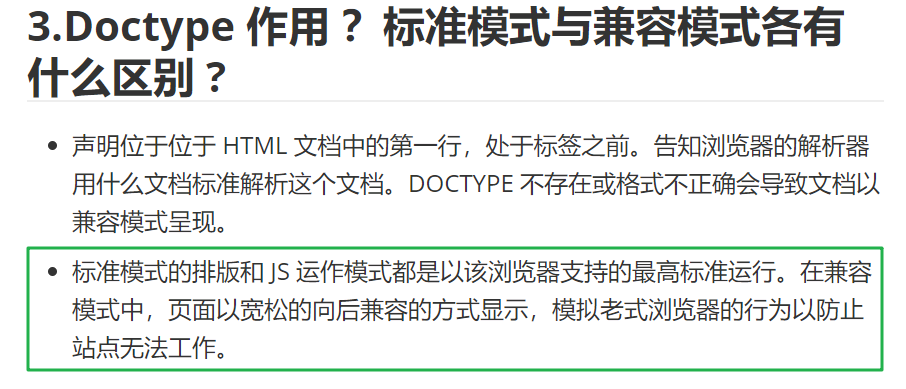 3.Doctype 作用？ 标准模式与兼容模式各有
什么区别？
声明位于位于 HTML 文档中的第一行，处于标签之前。告知浏览器的解析器
用什么文档标准解析这个文档。DOCTYPE 不存在或格式不正确会导致文档以
兼容模式呈现。
标准模式的排版和 JS 运作模式都是以该浏览器支持的最高标准运行。在兼容
模式中，页面以宽松的向后兼容的方式显示，模拟老式浏览器的行为以防止
站点无法工作。